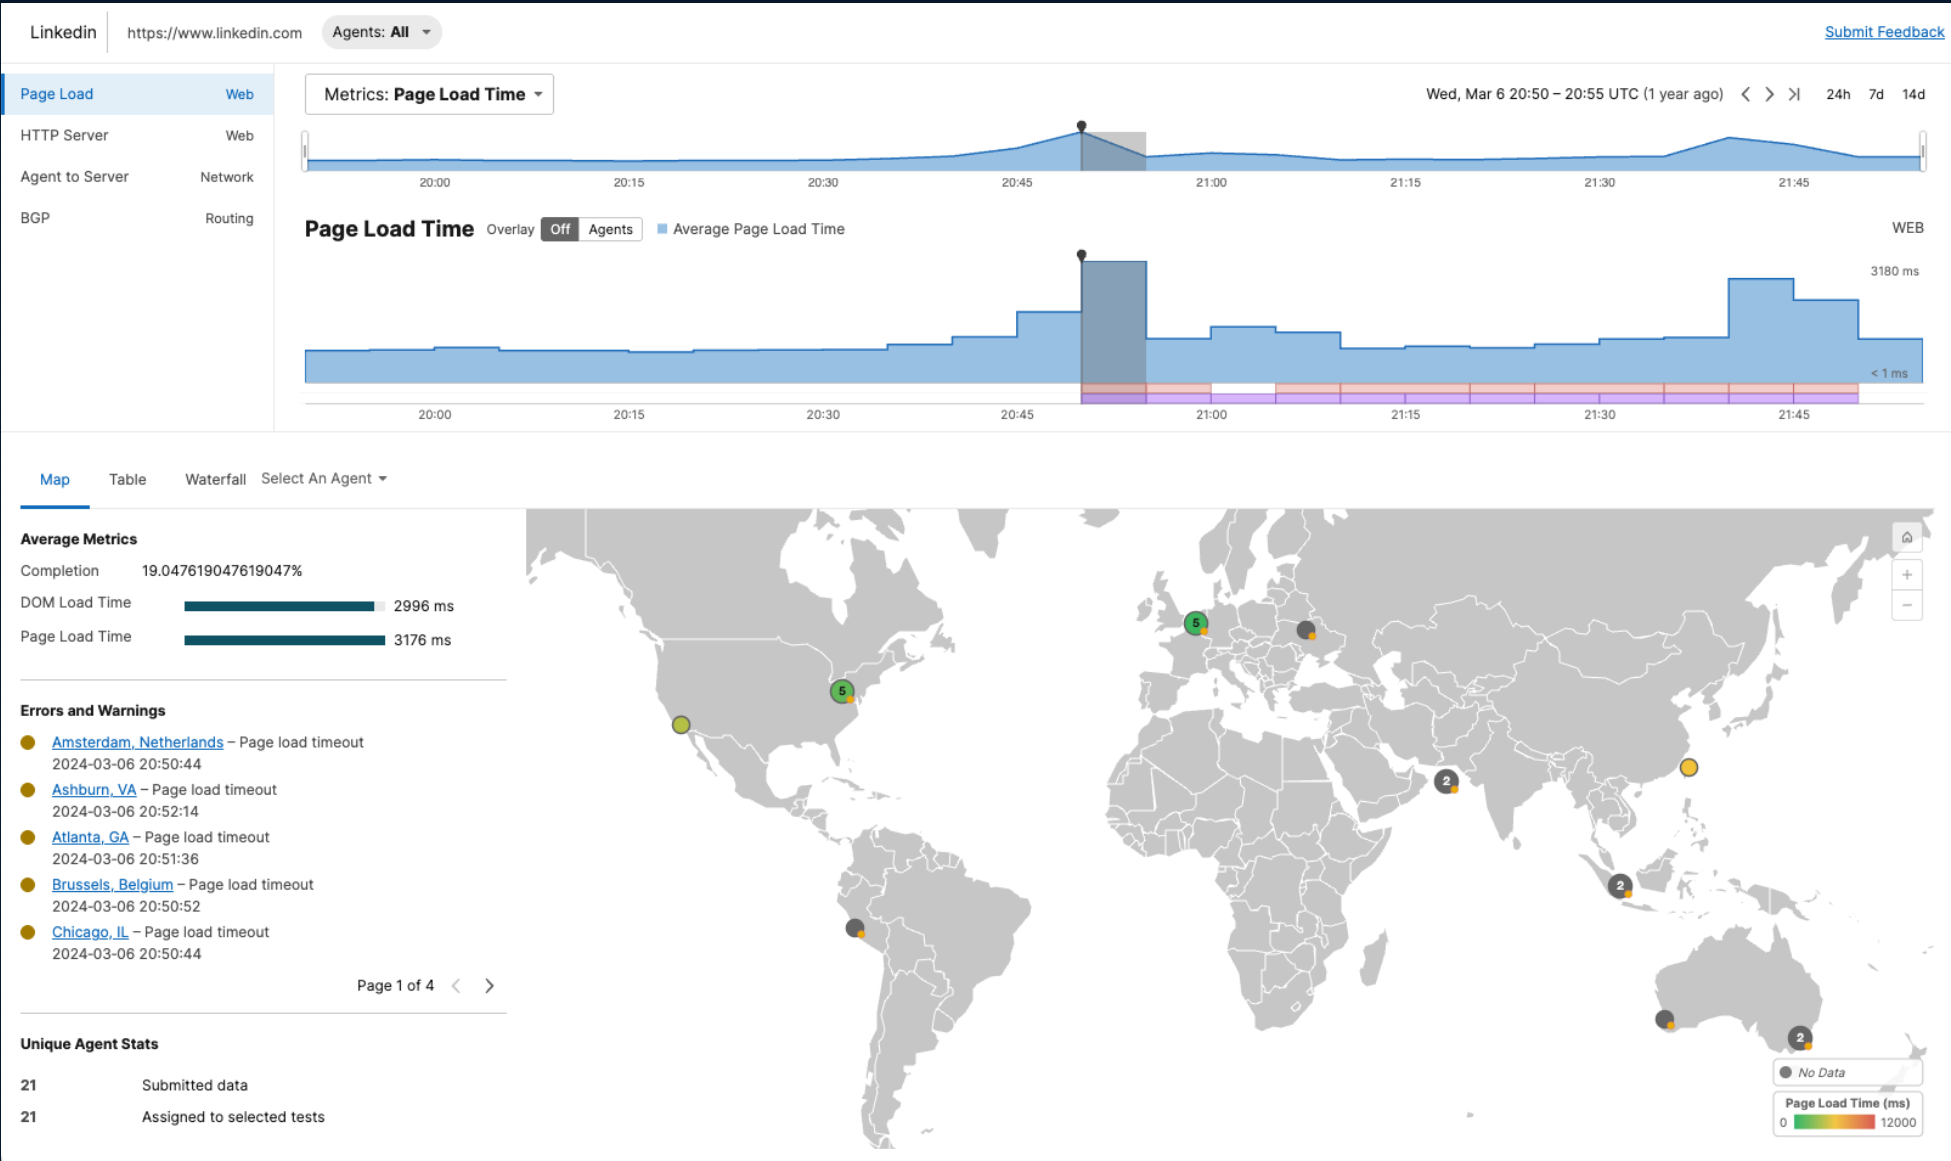 Linkedin
https://www.linkedin.com
Agents: All
Submit Feedback
Page Load Web
HTTP Server Web
Agent to Server Network
BGP Routing
Metrics: Page Load Time
Wed, Mar 6 20:50 – 20:55 UTC (1 year ago)
24h 7d 14d
20:00 20:15 20:30 20:45 21:00 21:15 21:30 21:45
Page Load Time Overlay Off Agents Average Page Load Time WEB
3180 ms
< 1 ms
20:00 20:15 20:30 20:45 21:00 21:15 21:30 21:45
Map Table Waterfall Select An Agent
Average Metrics
Completion 19.047619047619047%
DOM Load Time 2996 ms
Page Load Time 3176 ms
Errors and Warnings
Amsterdam, Netherlands – Page load timeout
2024-03-06 20:50:44
Ashburn, VA – Page load timeout
2024-03-06 20:52:14
Atlanta, GA – Page load timeout
2024-03-06 20:51:36
Brussels, Belgium – Page load timeout
2024-03-06 20:50:52
Chicago, IL – Page load timeout
2024-03-06 20:50:44
Page 1 of 4
Unique Agent Stats
21 Submitted data
21 Assigned to selected tests
5
5
2
2
2
No Data
Page Load Time (ms)
0 12000